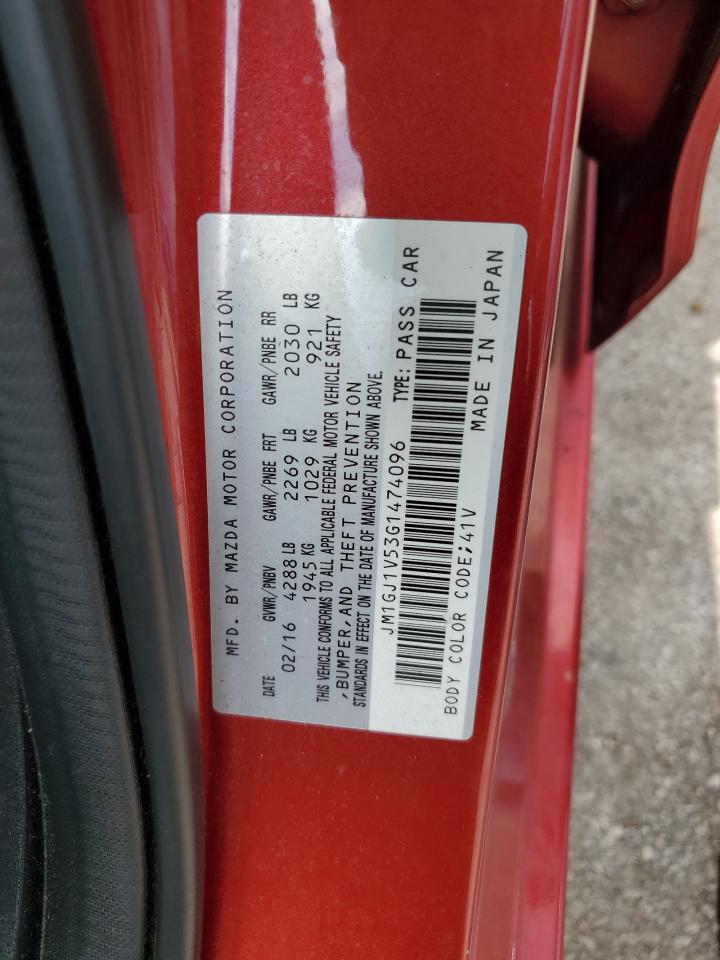 MFD. BY MAZDA MOTOR CORPORATION
DATE GVWR/PNBV GAWR/PNBE FRT GAWR/PNBE RR
02/16 4288 LB 2269 LB 2030 LB
1945 KG 1029 KG 921 KG
THIS VEHICLE CONFORMS TO ALL APPLICABLE FEDERAL MOTOR VEHICLE SAFETY
,BUMPER,AND THEFT PREVENTION
STANDARDS IN EFFECT ON THE DATE OF MANUFACTURE SHOWN ABOVE.
JM1GJ1V53G1474096 TYPE: PASS CAR
BODY COLOR CODE;41V MADE IN JAPAN